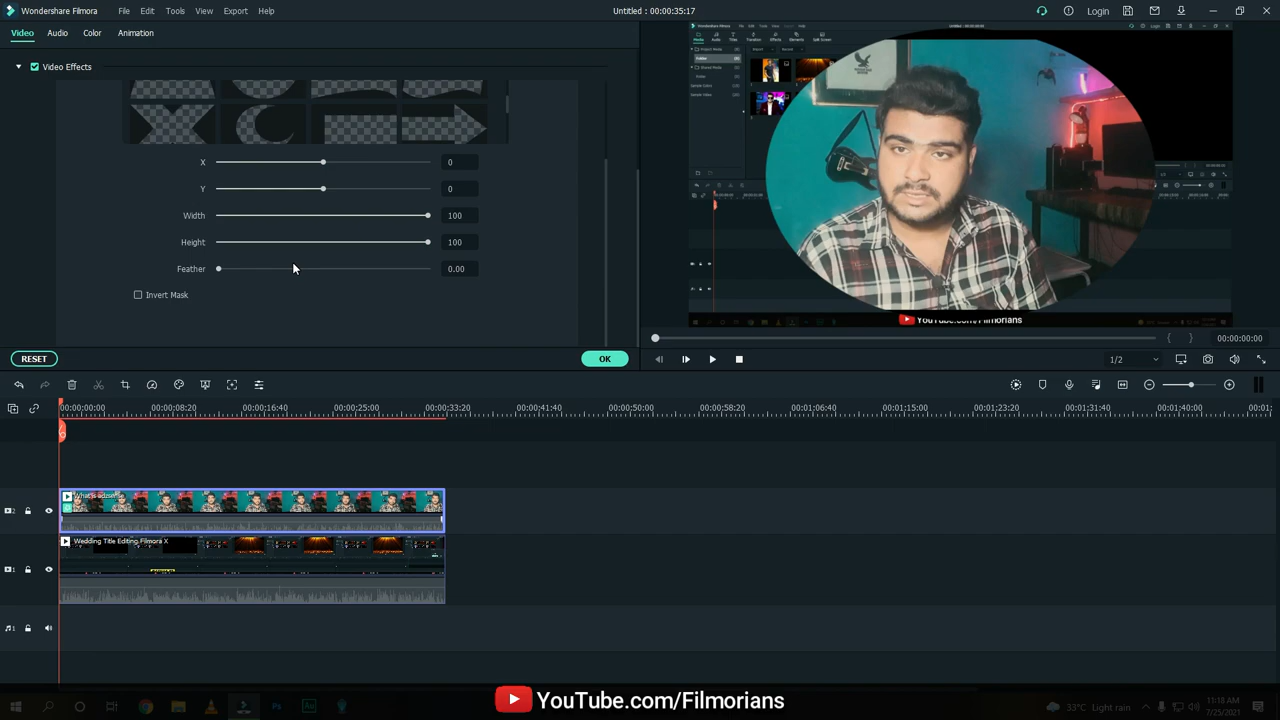 Wondershare Filmora File Edit Tools View Export Help Untitled : 00:00:35:17 Login
Video Audio Color Animation
Video Effects
X 0
Y 0
Width 100
Height 100
Feather 0.00
Invert Mask
RESET OK
YouTube.com/Filmorians
00:00:00:00
1/2
00:00:00:00 00:00:08:20 00:00:16:40 00:00:25:00 00:00:33:20 00:00:41:40 00:00:50:00 00:00:58:20 00:01:06:40 00:01:15:00 00:01:23:20 00:01:31:40 00:01:40:00 00:01:
2 What is adzsense
1 Wedding Title Editing Filmora X
1
YouTube.com/Filmorians
33°C Light rain 11:18 AM
7/25/2021